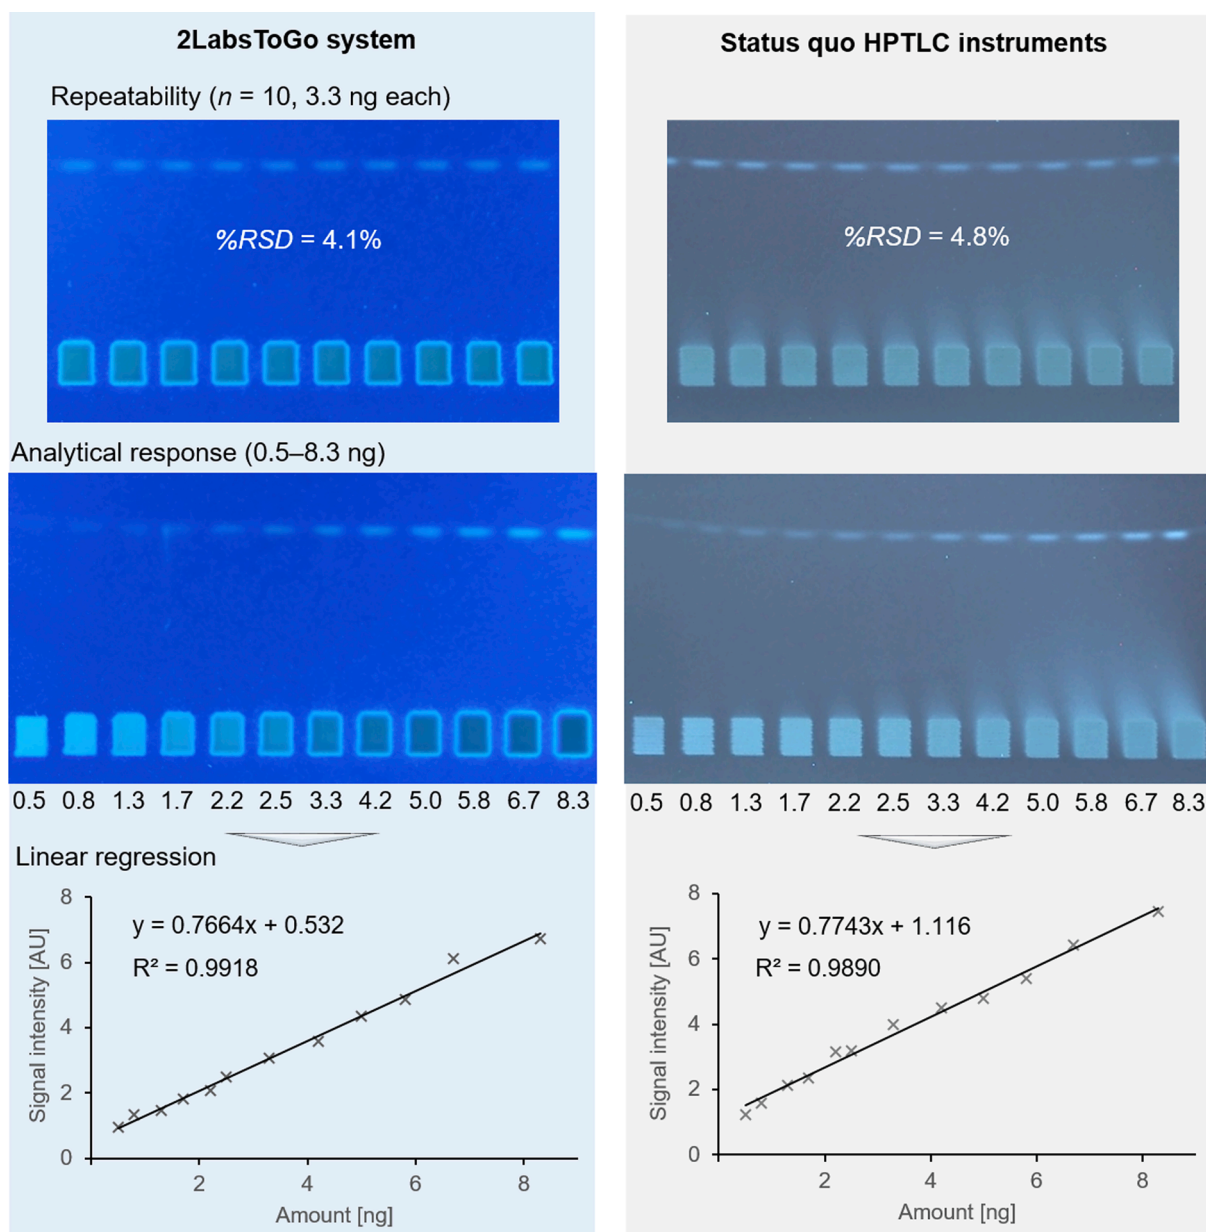 2LabsToGo system
Repeatability (n = 10, 3.3 ng each)
%RSD = 4.1%
Analytical response (0.5–8.3 ng)
0.5 0.8 1.3 1.7 2.2 2.5 3.3 4.2 5.0 5.8 6.7 8.3
Linear regression
y = 0.7664x + 0.532
R² = 0.9918
Signal intensity [AU]
8
6
4
2
0
2 4 6 8
Amount [ng]
Status quo HPTLC instruments
%RSD = 4.8%
0.5 0.8 1.3 1.7 2.2 2.5 3.3 4.2 5.0 5.8 6.7 8.3
y = 0.7743x + 1.116
R² = 0.9890
Signal intensity [AU]
8
6
4
2
0
2 4 6 8
Amount [ng]